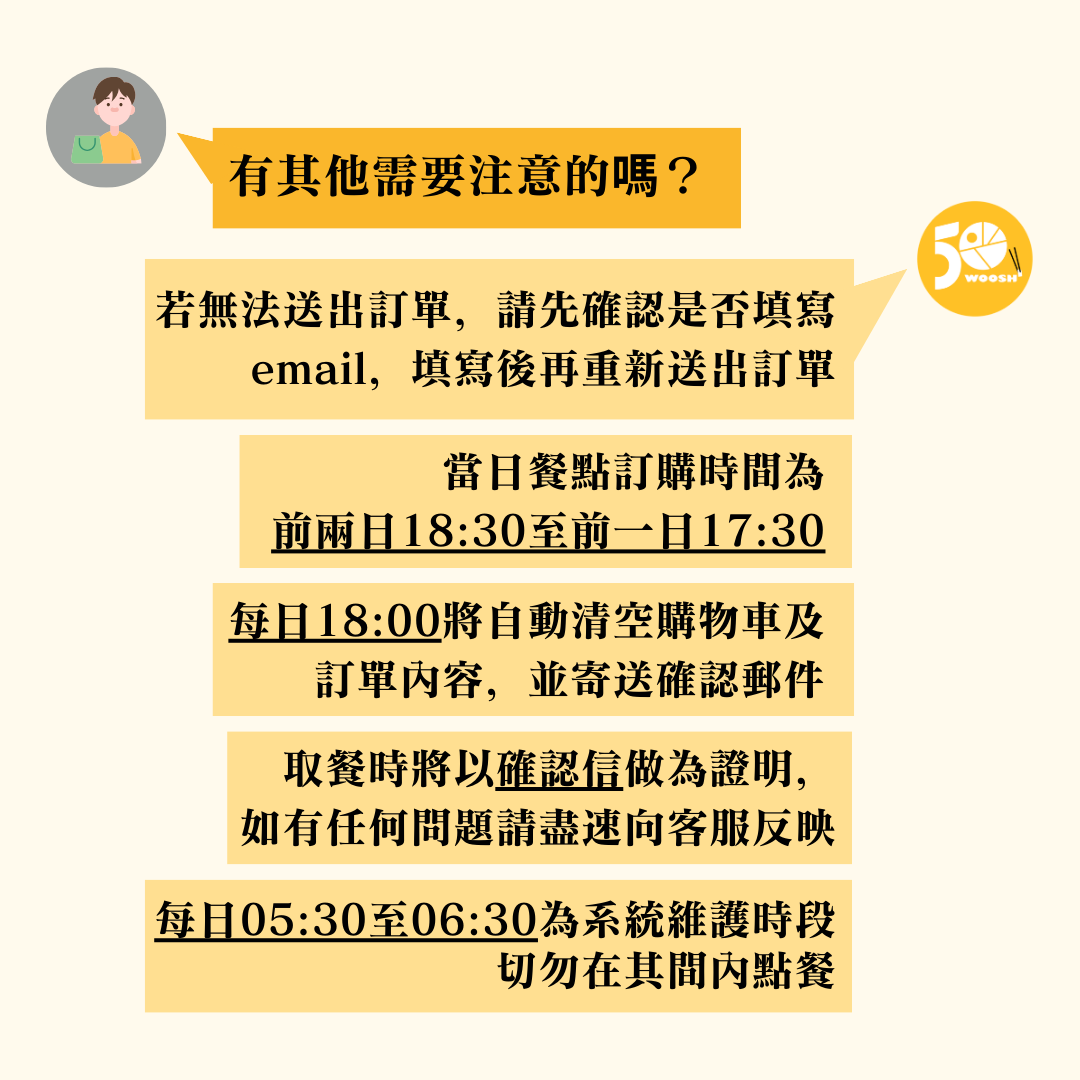 有其他需要注意的嗎？
50
WOOSH
若無法送出訂單，請先確認是否填寫
email，填寫後再重新送出訂單
當日餐點訂購時間為
前兩日18:30至前一日17:30
每日18:00將自動清空購物車及
訂單內容，並寄送確認郵件
取餐時將以確認信做為證明，
如有任何問題請盡速向客服反映
每日05:30至06:30為系統維護時段
切勿在其間內點餐